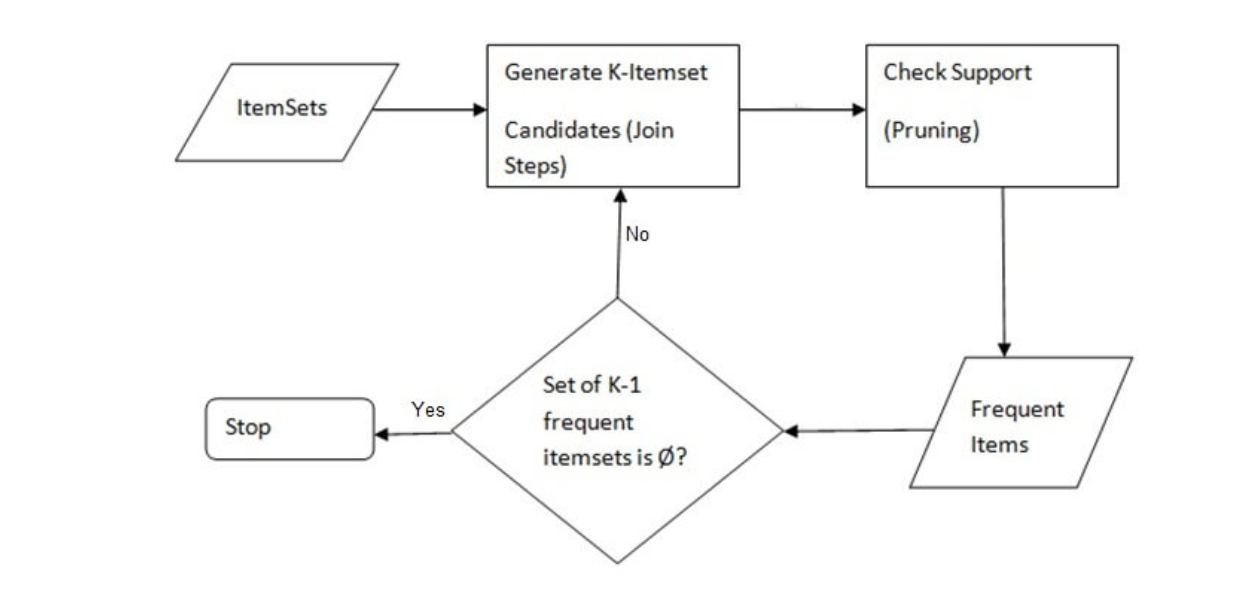 ItemSets
Generate K-Itemset
Candidates (Join
Steps)
Check Support
(Pruning)
No
Set of K-1
frequent
itemsets is Ø?
Yes
Stop
Frequent
Items